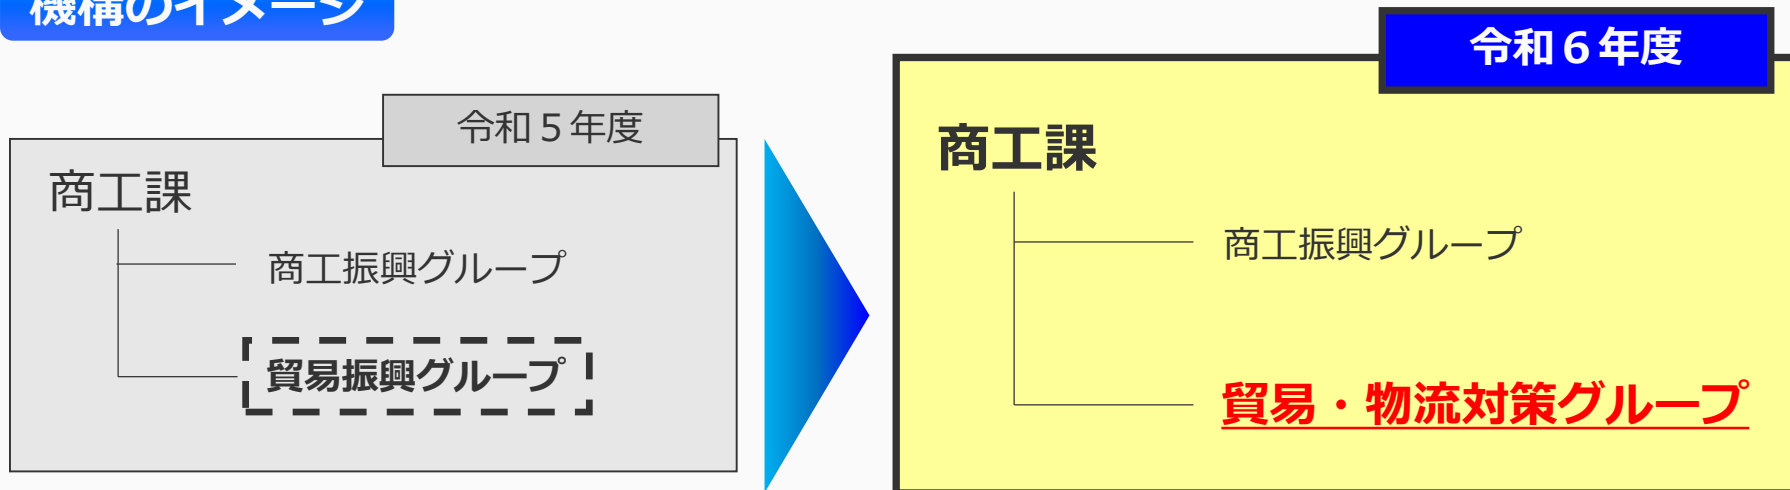 機構のイメージ
令和５年度
商工課
商工振興グループ
貿易振興グループ
令和６年度
商工課
商工振興グループ
貿易・物流対策グループ